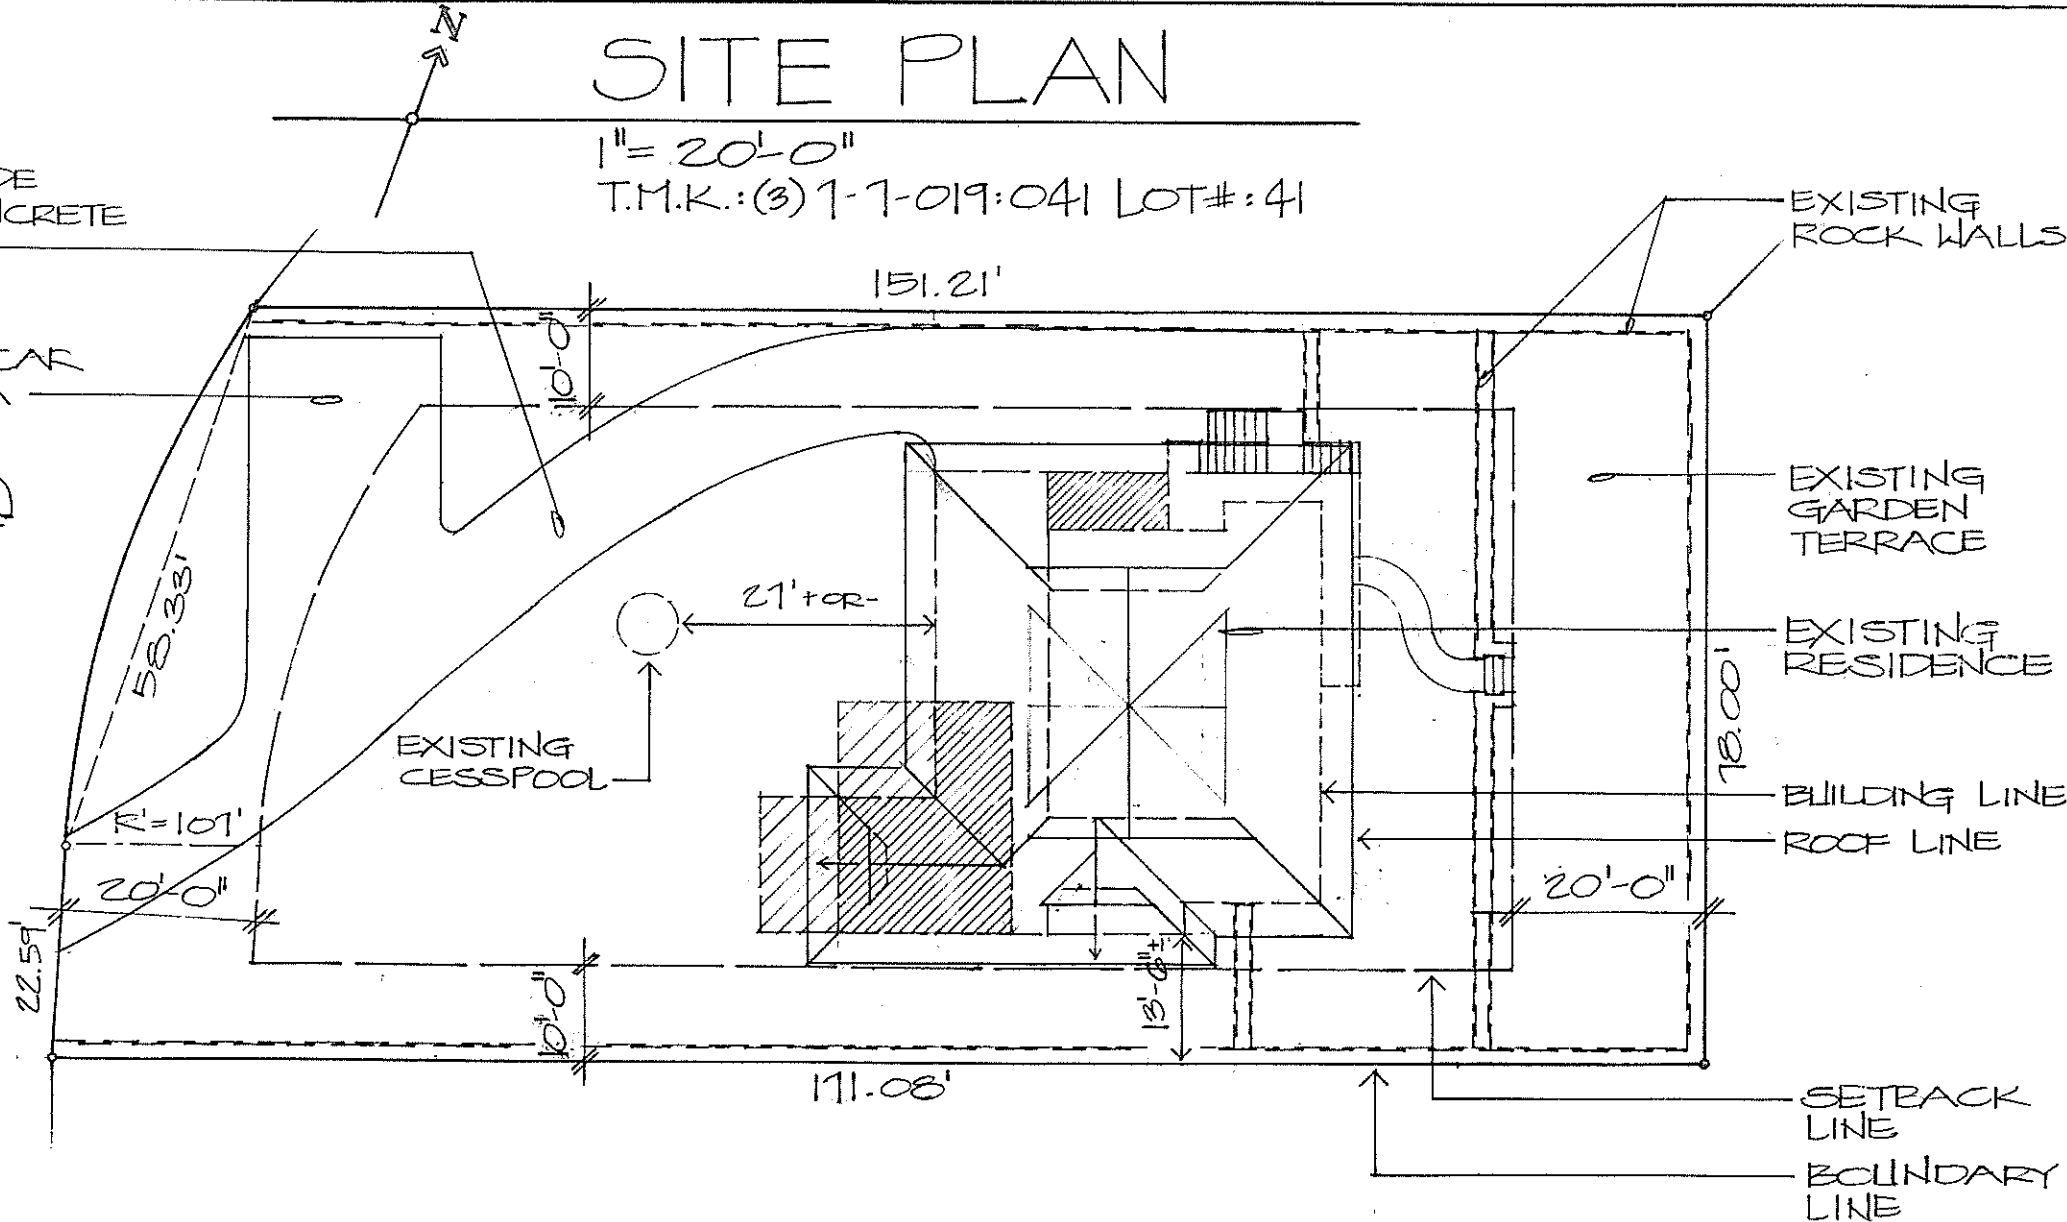 N
SITE PLAN
1"= 20'-0"
T.M.K.:(3) 7-7-019:041 LOT#:41
DE
CRETE
EXISTING
ROCK WALLS
151.21'
10'-0"
58.33'
27'+OR-
EXISTING
GARDEN
TERRACE
EXISTING
RESIDENCE
78.00'
EXISTING
CESSPOOL
BUILDING LINE
ROOF LINE
R'=107'
20'-0"
20'-0"
22.59'
10'-0"
13'-6"±
171.08'
SETBACK
LINE
BOUNDARY
LINE